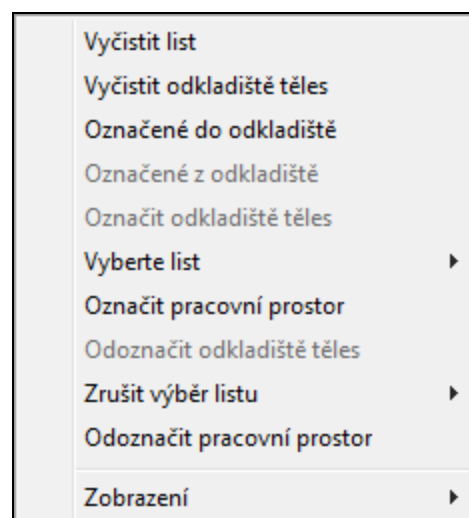 Vyčistit list
Vyčistit odkladiště těles
Označené do odkladiště
Označené z odkladiště
Označit odkladiště těles
Vyberte list
Označit pracovní prostor
Odoznačit odkladiště těles
Zrušit výběr listu
Odoznačit pracovní prostor
Zobrazení